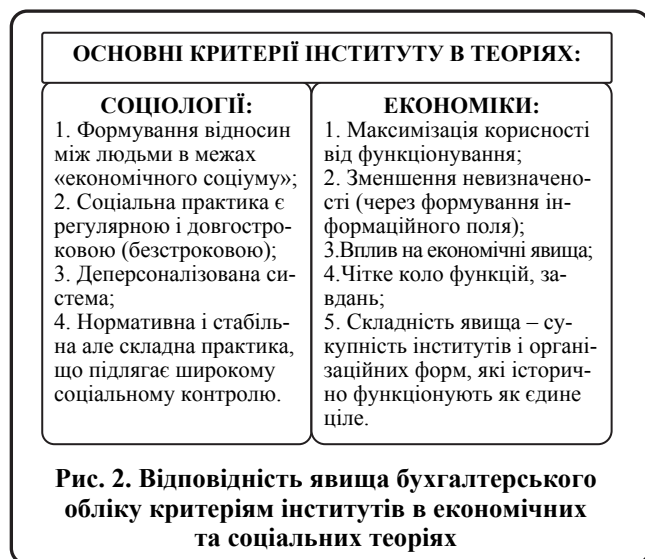 ОСНОВНІ КРИТЕРІЇ ІНСТИТУТУ В ТЕОРІЯХ:
СОЦІОЛОГІЇ:
1. Формування відносин
між людьми в межах
«економічного соціуму»;
2. Соціальна практика є
регулярною і довгостро-
ковою (безстроковою);
3. Деперсоналізована си-
стема;
4. Нормативна і стабіль-
на але складна практика,
що підлягає широкому
соціальному контролю.
ЕКОНОМІКИ:
1. Максимізація корисності
від функціонування;
2. Зменшення невизначено-
сті (через формування ін-
формаційного поля);
3.Вплив на економічні явища;
4.Чітке коло функцій, за-
вдань;
5. Складність явища – су-
купність інститутів і органі-
заційних форм, які історич-
но функціонують як єдине
ціле.
Рис. 2. Відповідність явища бухгалтерського
обліку критеріям інститутів в економічних
та соціальних теоріях